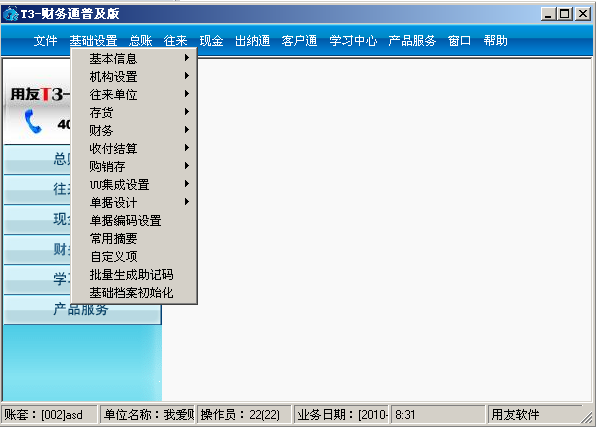 T3-财务通普及版
文件 基础设置 总账 往来 现金 出纳通 客户通 学习中心 产品服务 窗口 帮助
基本信息
机构设置
往来单位
存货
财务
收付结算
购销存
UU集成设置
单据设计
单据编码设置
常用摘要
自定义项
批量生成助记码
基础档案初始化
用友T3-
40
总账
往来
现金
财务
学习
产品服务
账套：[002]asd 单位名称：我爱财 操作员：22(22) 业务日期：[2010- 8:31 用友软件